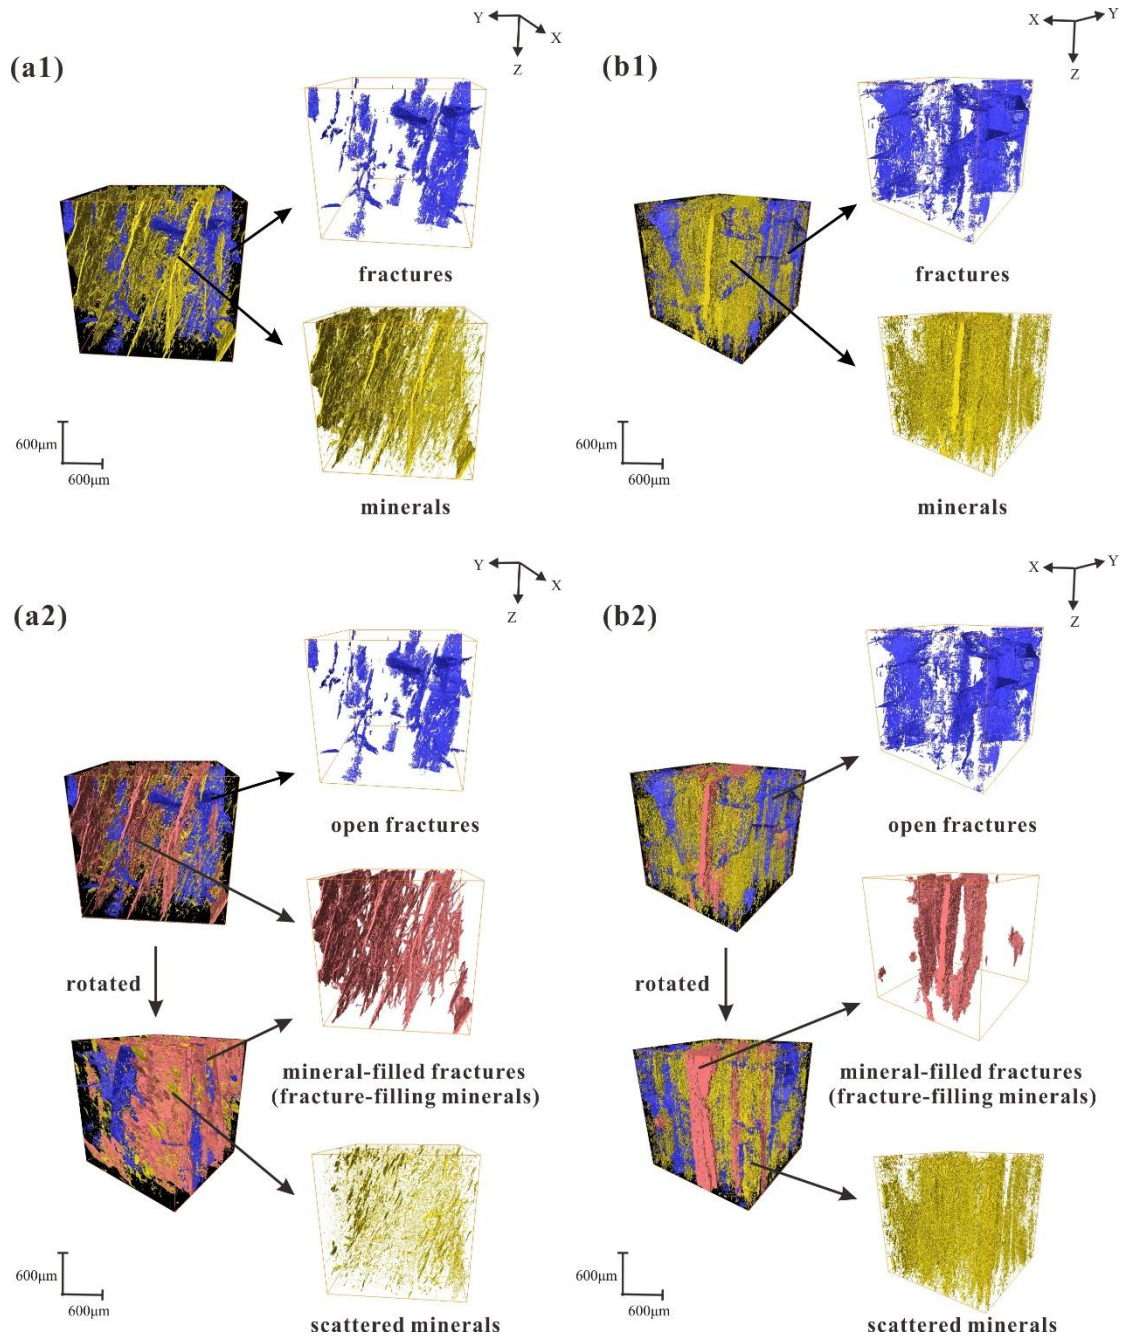 Y
X
Z
(a1)
fractures
minerals
600μm
600μm
X
Y
Z
(b1)
fractures
minerals
600μm
600μm
Y
X
Z
(a2)
open fractures
rotated
mineral-filled fractures
(fracture-filling minerals)
scattered minerals
600μm
600μm
X
Y
Z
(b2)
open fractures
rotated
mineral-filled fractures
(fracture-filling minerals)
scattered minerals
600μm
600μm